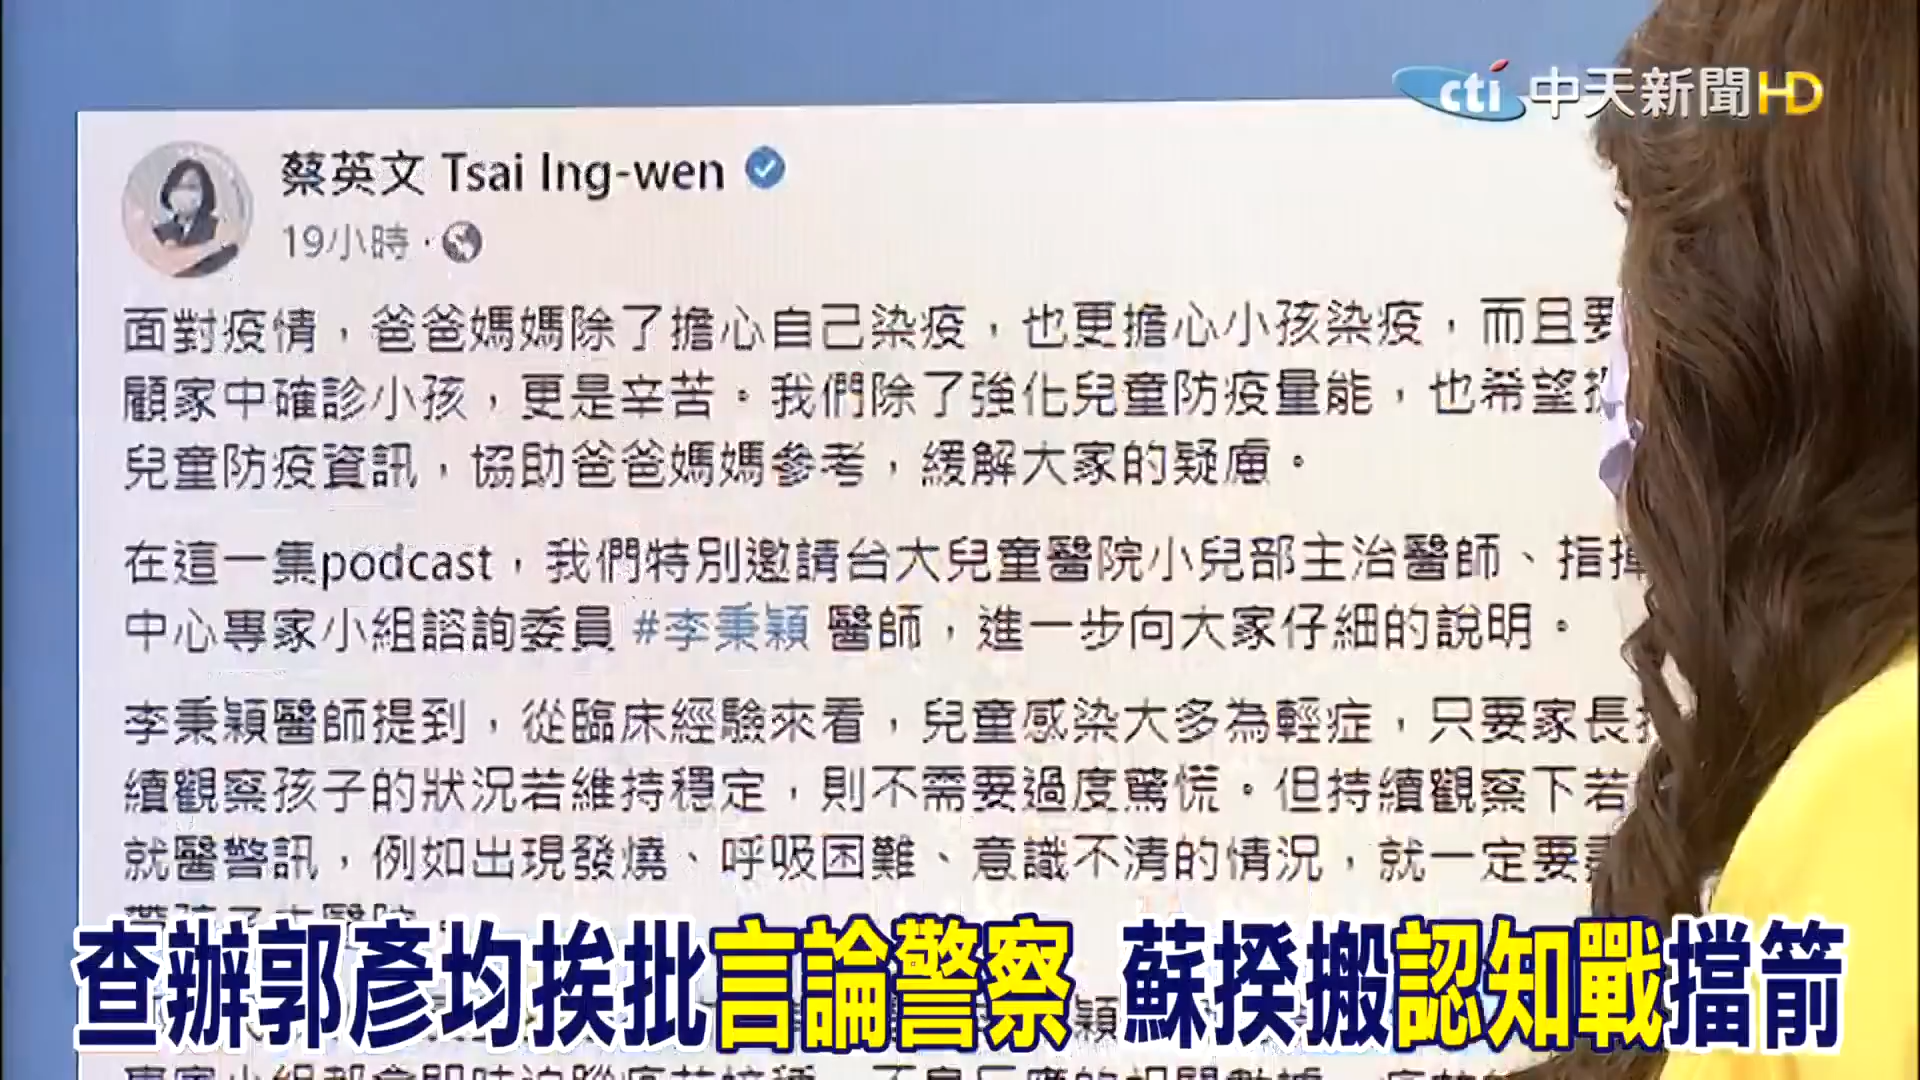 cti 中天新聞HD
蔡英文 Tsai Ing-wen
19小時·
面對疫情，爸爸媽媽除了擔心自己染疫，也更擔心小孩染疫，而且要
顧家中確診小孩，更是辛苦。我們除了強化兒童防疫量能，也希望
兒童防疫資訊，協助爸爸媽媽參考，緩解大家的疑慮。
在這一集podcast，我們特別邀請台大兒童醫院小兒部主治醫師、指揮
中心專家小組諮詢委員 #李秉穎 醫師，進一步向大家仔細的說明。
李秉穎醫師提到，從臨床經驗來看，兒童感染大多為輕症，只要家長
續觀察孩子的狀況若維持穩定，則不需要過度驚慌。但持續觀察下若
就醫警訊，例如出現發燒、呼吸困難、意識不清的情況，就一定要盡
查辦郭彥均挨批言論警察 蘇揆搬認知戰擋箭